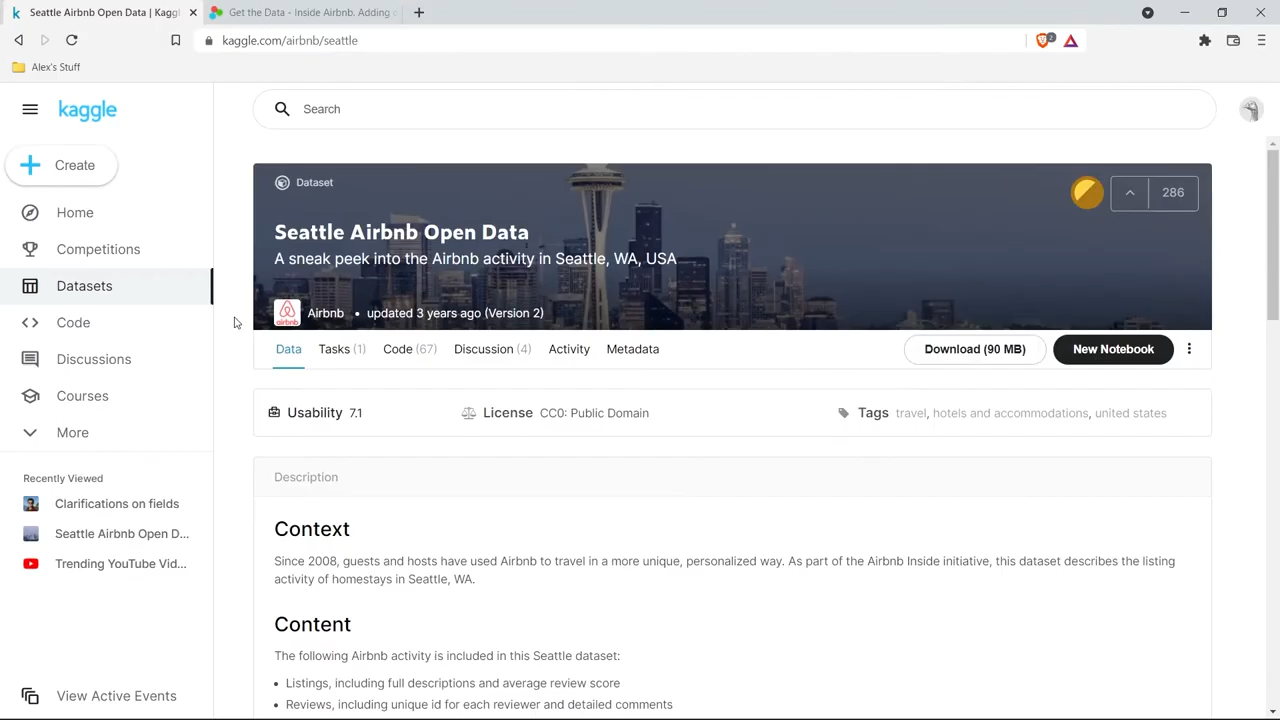 Seattle Airbnb Open Data | Kaggl
Get the Data - Inside Airbnb. Adding
kaggle.com/airbnb/seattle
2
Alex's Stuff
kaggle
Search
Create
Home
Competitions
Datasets
Code
Discussions
Courses
More
Recently Viewed
Clarifications on fields
Seattle Airbnb Open D...
Trending YouTube Vid...
View Active Events
Dataset
286
Seattle Airbnb Open Data
A sneak peek into the Airbnb activity in Seattle, WA, USA
airbnb
Airbnb • updated 3 years ago (Version 2)
Data Tasks (1) Code (67) Discussion (4) Activity Metadata
Download (90 MB) New Notebook
Usability 7.1 License CC0: Public Domain Tags travel, hotels and accommodations, united states
Description
Context
Since 2008, guests and hosts have used Airbnb to travel in a more unique, personalized way. As part of the Airbnb Inside initiative, this dataset describes the listing
activity of homestays in Seattle, WA.
Content
The following Airbnb activity is included in this Seattle dataset:
• Listings, including full descriptions and average review score
• Reviews, including unique id for each reviewer and detailed comments